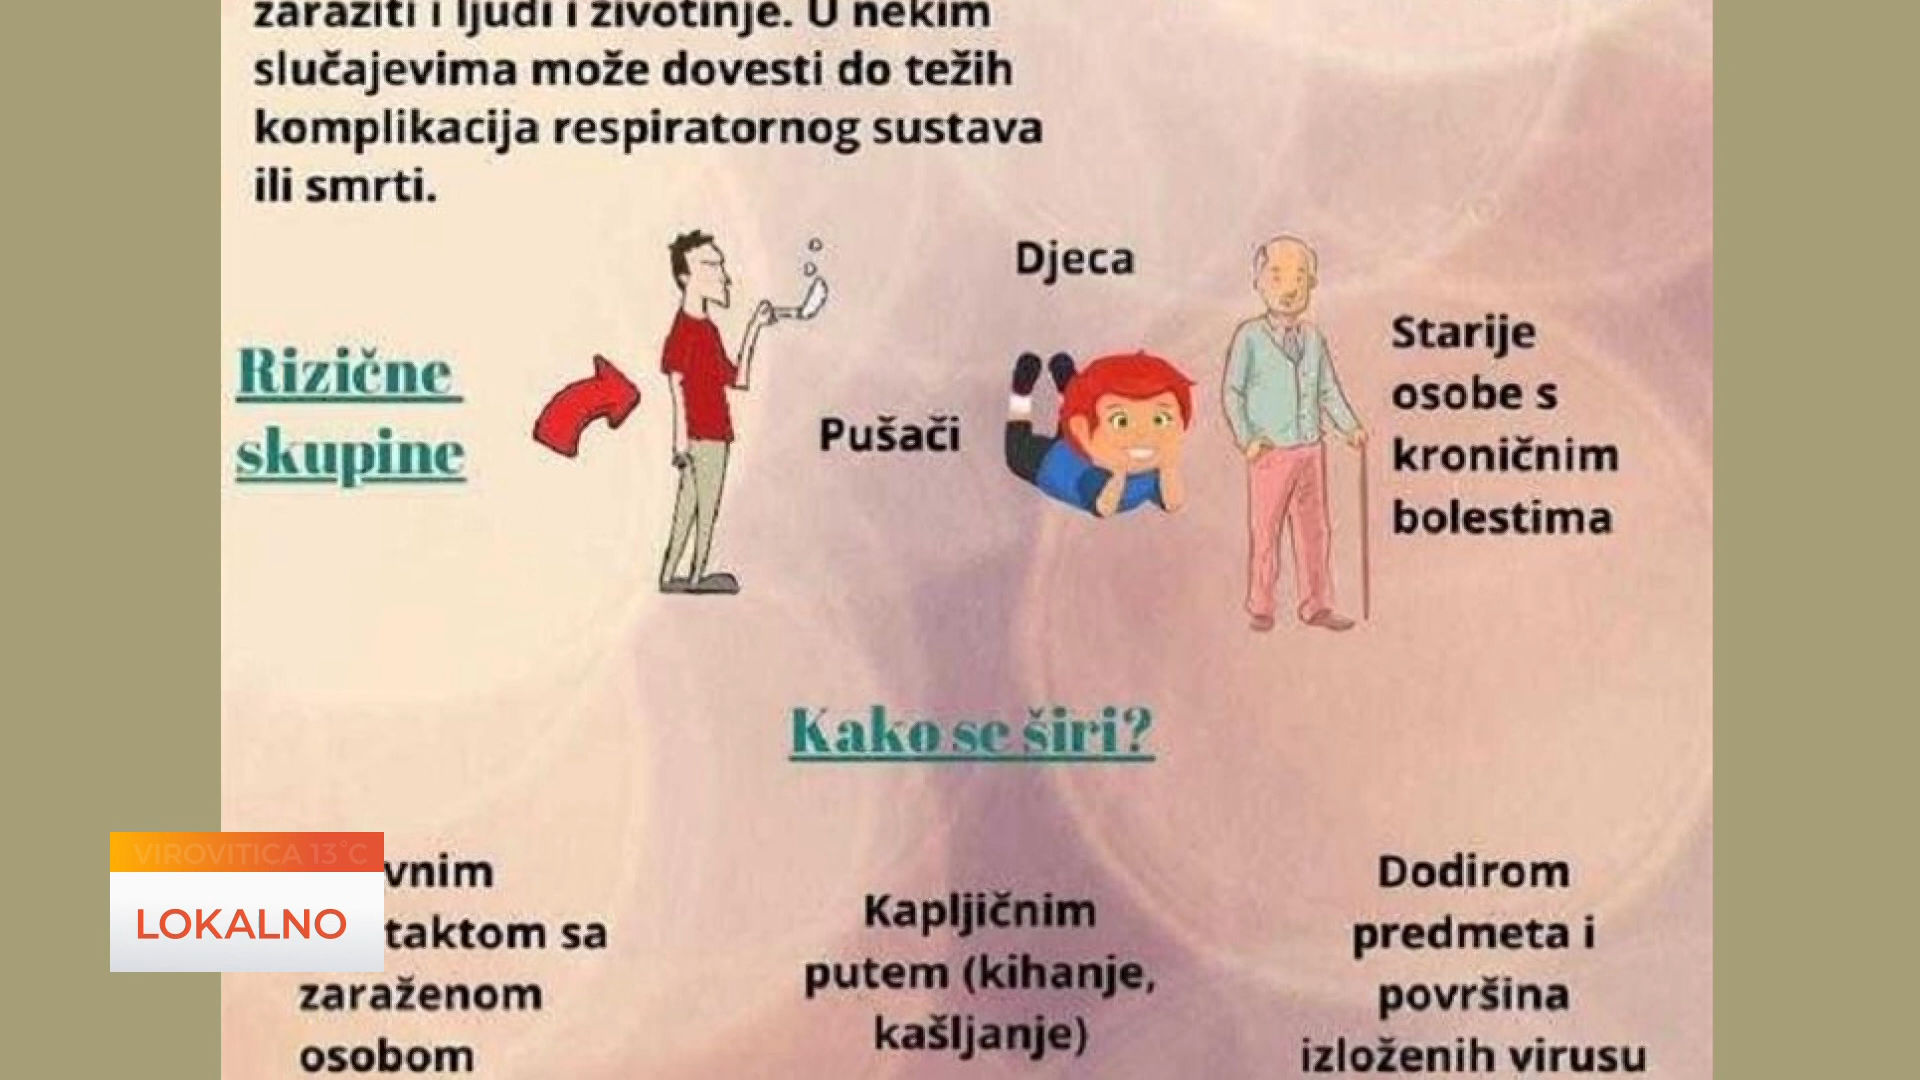 zaraziti i ljudi i životinje. U nekim
slučajevima može dovesti do težih
komplikacija respiratornog sustava
ili smrti.
Rizične
skupine
Pušači
Djeca
Starije
osobe s
kroničnim
bolestima
Kako se širi?
vnim
taktom sa
zaraženom
osobom
Kapljičnim
putem (kihanje,
kašljanje)
Dodirom
predmeta i
površina
izloženih virusu
VIROVITICA 13°C
LOKALNO